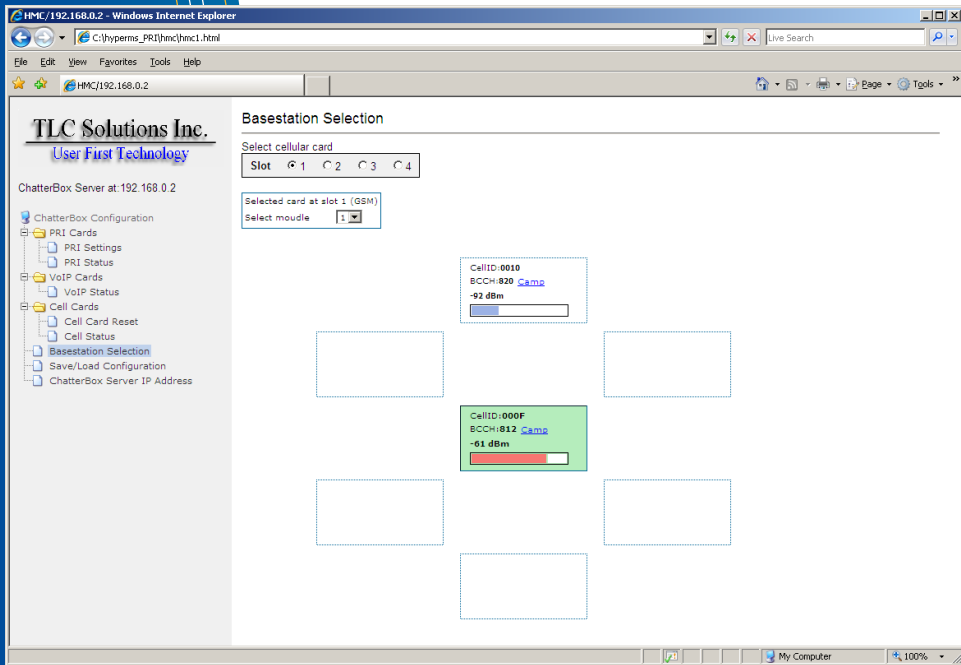 HMC/192.168.0.2 - Windows Internet Explorer
C:\hyperms_PRI\hmc\hmc1.html
Live Search
File Edit View Favorites Tools Help
HMC/192.168.0.2
Page Tools »
TLC Solutions Inc.
User First Technology
ChatterBox Server at:192.168.0.2
ChatterBox Configuration
PRI Cards
PRI Settings
PRI Status
VoIP Cards
VoIP Status
Cell Cards
Cell Card Reset
Cell Status
Basestation Selection
Save/Load Configuration
ChatterBox Server IP Address
Basestation Selection
Select cellular card
Slot 1 2 3 4
Selected card at slot 1 (GSM)
Select moudle 1
CellID:0010
BCCH:820 Camp
-92 dBm
CellID:000F
BCCH:812 Camp
-61 dBm
My Computer
100%